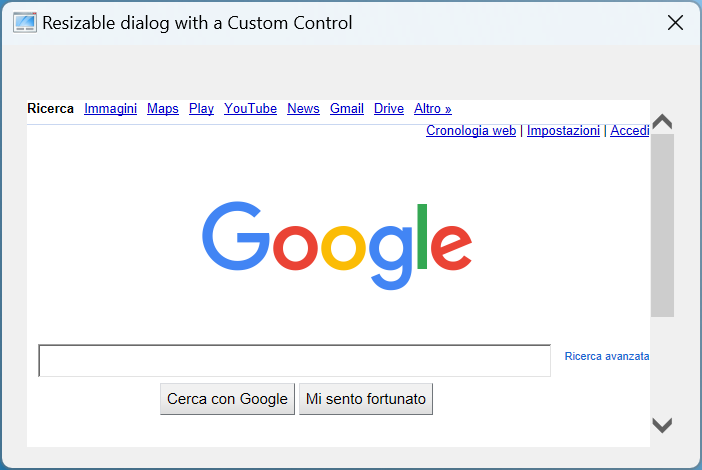 Resizable dialog with a Custom Control
Ricerca Immagini Maps Play YouTube News Gmail Drive Altro »
Cronologia web | Impostazioni | Accedi
Google
Ricerca avanzata
Cerca con Google Mi sento fortunato